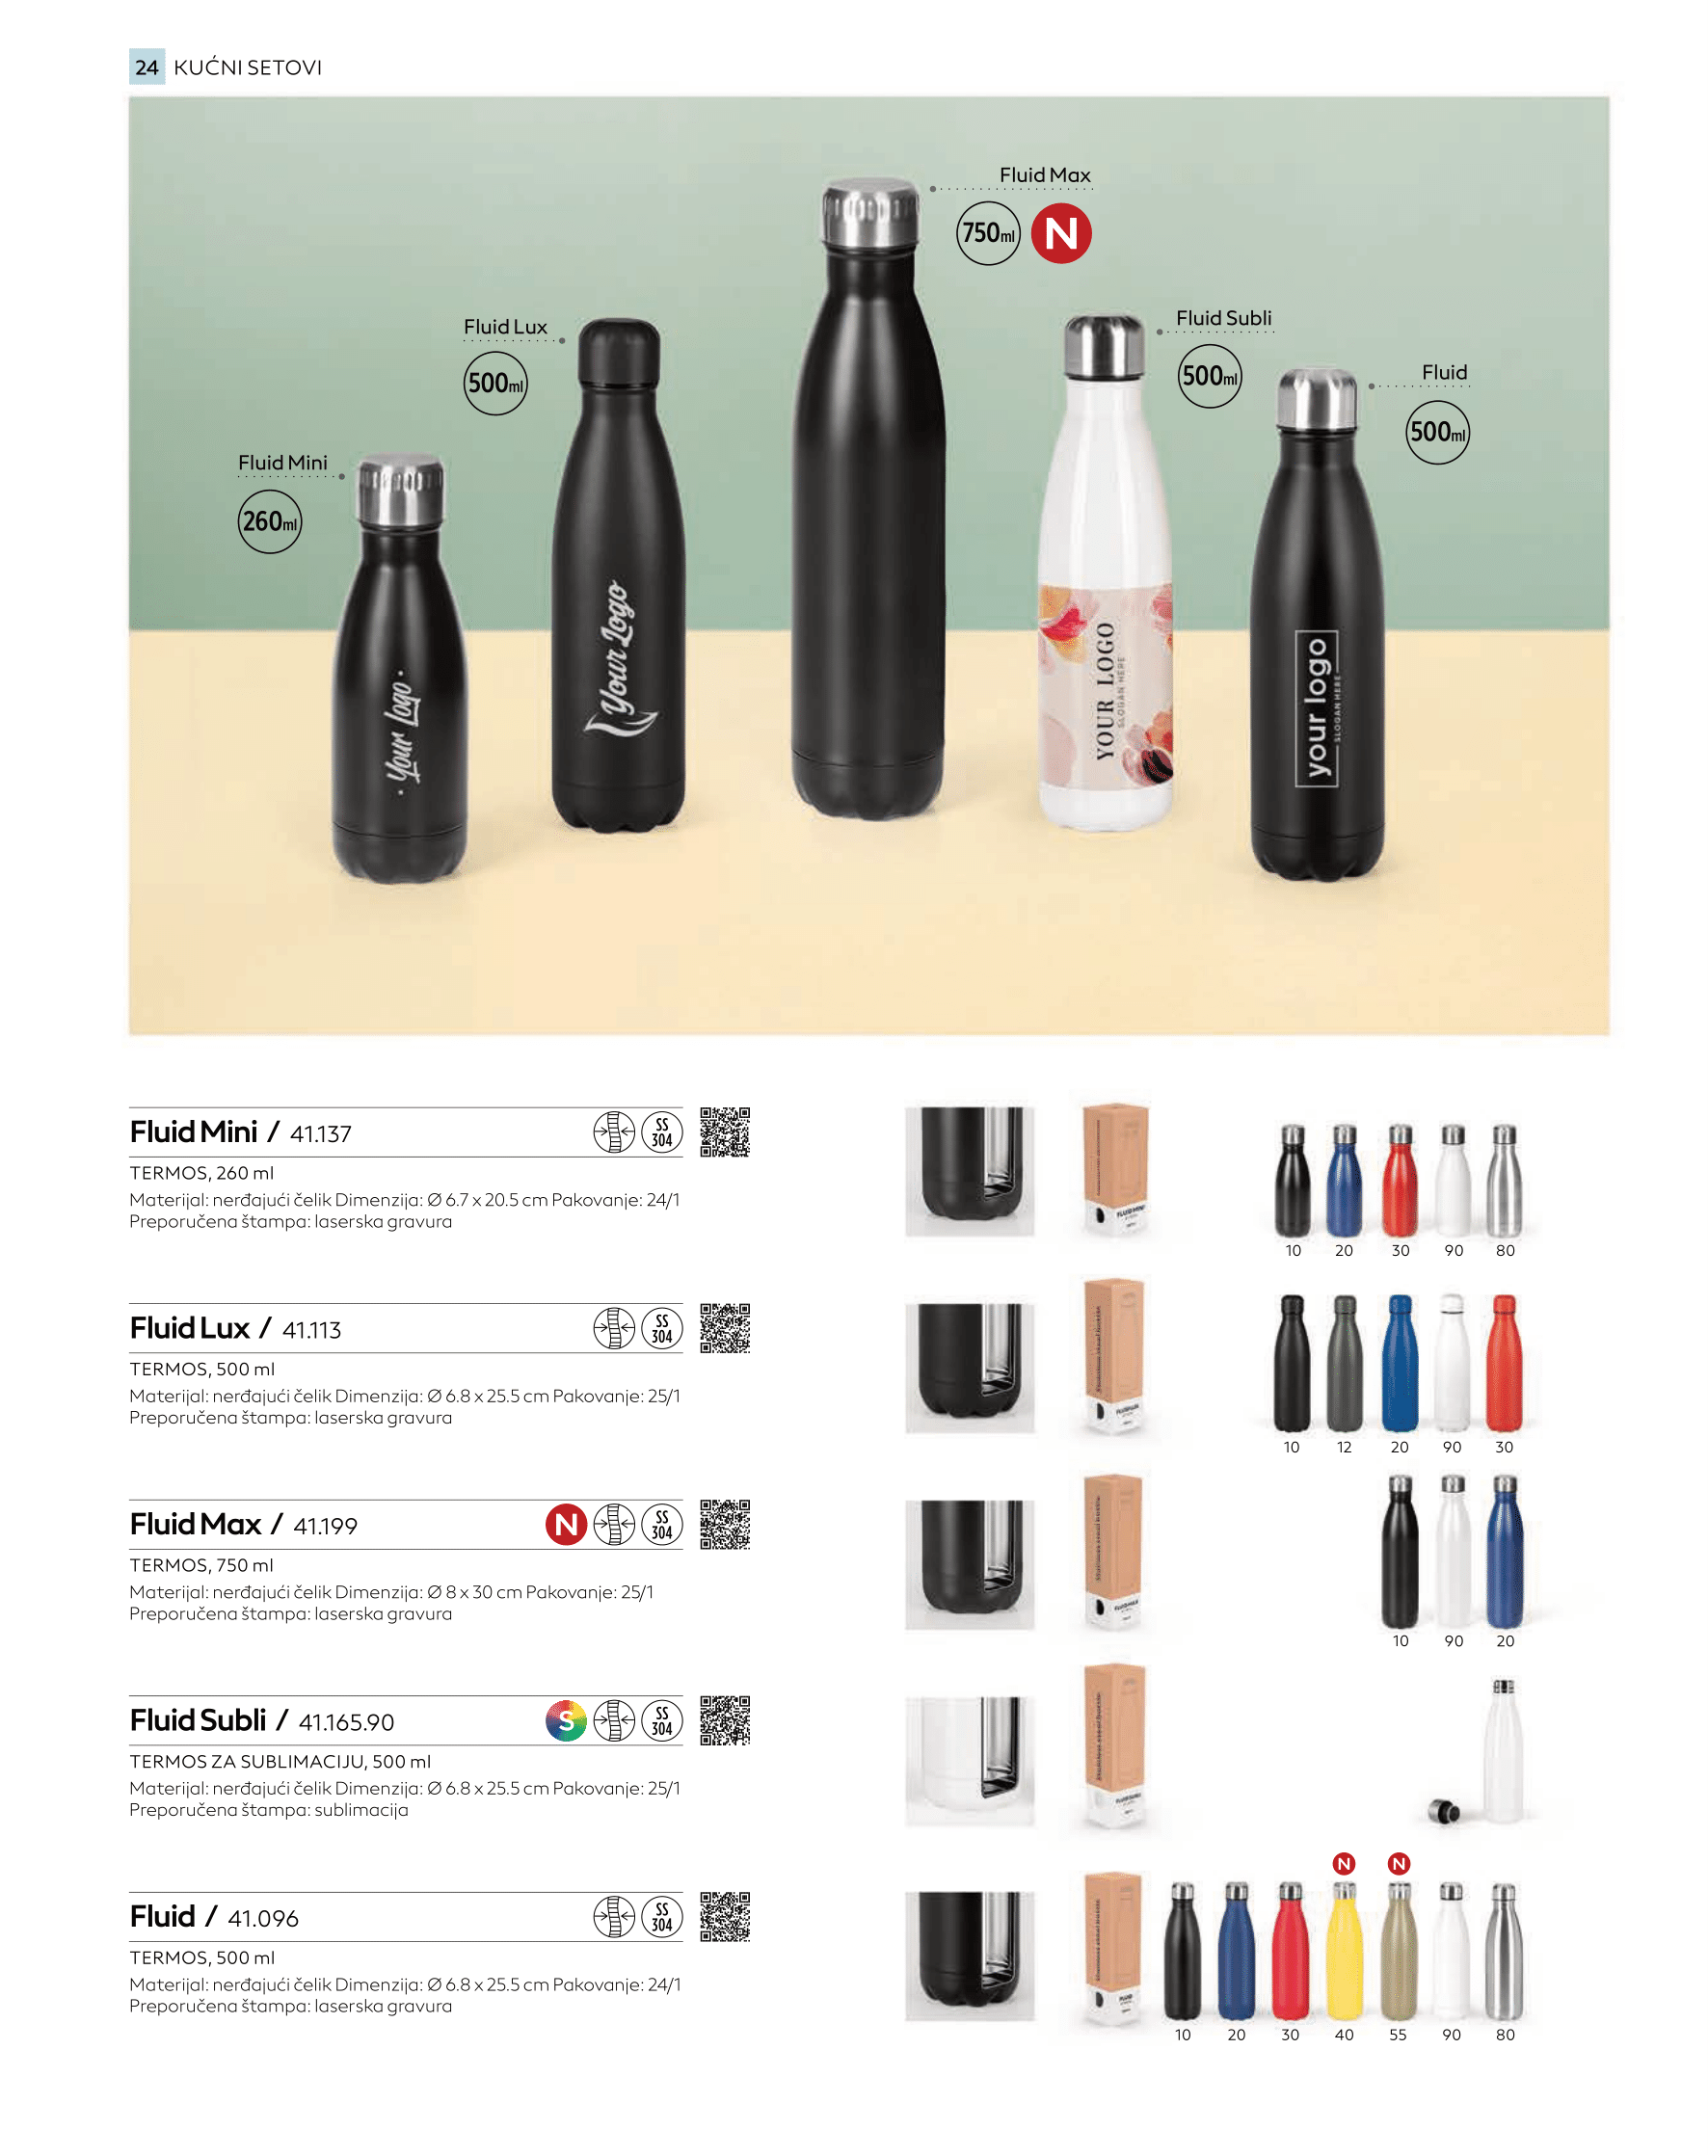 24 KUĆNI SETOVI
Fluid Max
750ml N
Fluid Subli
500ml
Fluid Lux
500ml
Fluid
500ml
Fluid Mini
260ml
· Your Logo ·
Your Logo
YOUR LOGO
SLOGAN HERE
your logo
SLOGAN HERE
Fluid Mini / 41.137
SS 304
TERMOS, 260 ml
Materijal: nerđajući čelik Dimenzija: Ø 6.7 x 20.5 cm Pakovanje: 24/1
Preporučena štampa: laserska gravura
FLUID MINI
10 20 30 90 80
Fluid Lux / 41.113
SS 304
TERMOS, 500 ml
Materijal: nerđajući čelik Dimenzija: Ø 6.8 x 25.5 cm Pakovanje: 25/1
Preporučena štampa: laserska gravura
10 12 20 90 30
Fluid Max / 41.199
N SS 304
TERMOS, 750 ml
Materijal: nerđajući čelik Dimenzija: Ø 8 x 30 cm Pakovanje: 25/1
Preporučena štampa: laserska gravura
FLUID MAX
10 90 20
Fluid Subli / 41.165.90
S SS 304
TERMOS ZA SUBLIMACIJU, 500 ml
Materijal: nerđajući čelik Dimenzija: Ø 6.8 x 25.5 cm Pakovanje: 25/1
Preporučena štampa: sublimacija
N N
Fluid / 41.096
SS 304
TERMOS, 500 ml
Materijal: nerđajući čelik Dimenzija: Ø 6.8 x 25.5 cm Pakovanje: 24/1
Preporučena štampa: laserska gravura
FLUID
10 20 30 40 55 90 80